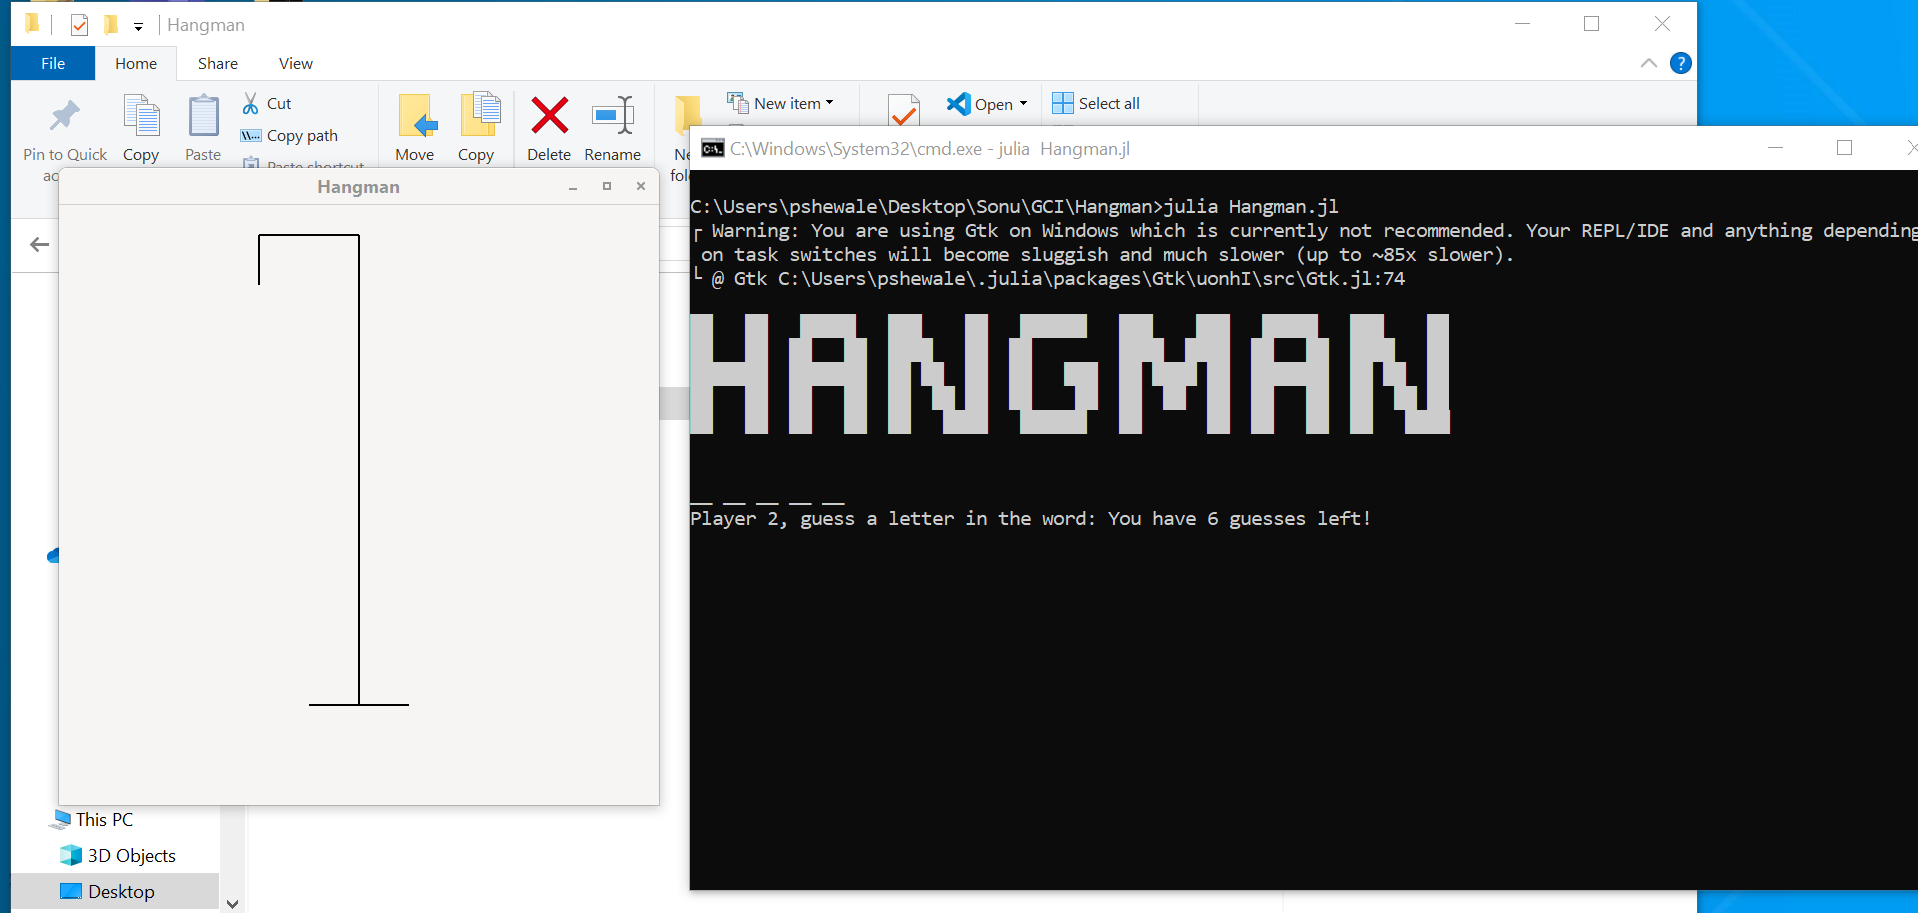 Hangman
File Home Share View
Cut
New item
Open
Select all
Copy path
Pin to Quick Copy Paste Paste shortcut Move Copy Delete Rename
C:\Windows\System32\cmd.exe - julia Hangman.jl
Hangman
C:\Users\pshewale\Desktop\Sonu\GCI\Hangman>julia Hangman.jl
┌ Warning: You are using Gtk on Windows which is currently not recommended. Your REPL/IDE and anything depending
on task switches will become sluggish and much slower (up to ~85x slower).
└ @ Gtk C:\Users\pshewale\.julia\packages\Gtk\uonhI\src\Gtk.jl:74
HANGMAN
__ __ __ __ __
Player 2, guess a letter in the word: You have 6 guesses left!
This PC
3D Objects
Desktop